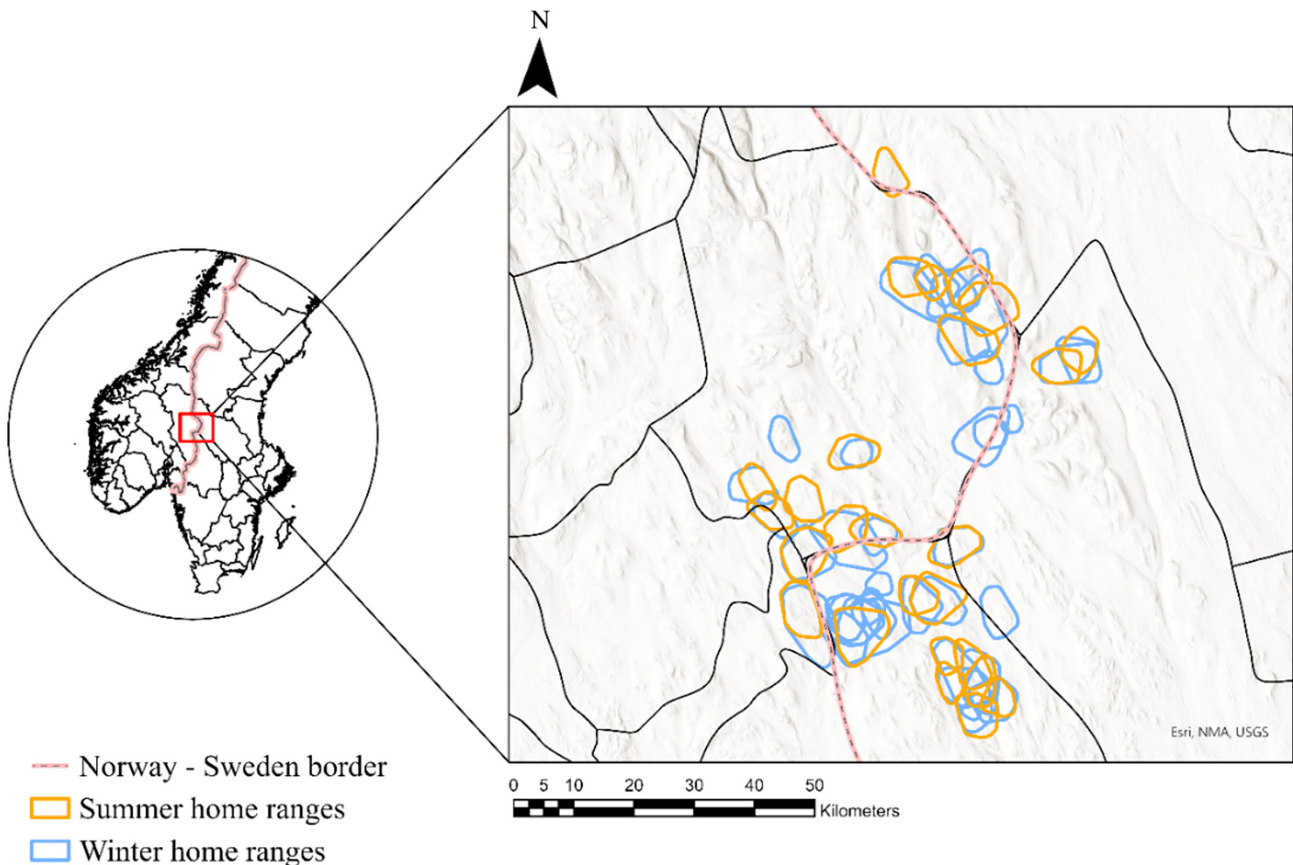 N
Esri, NMA, USGS
Norway - Sweden border
Summer home ranges
Winter home ranges
0 5 10 20 30 40 50
Kilometers